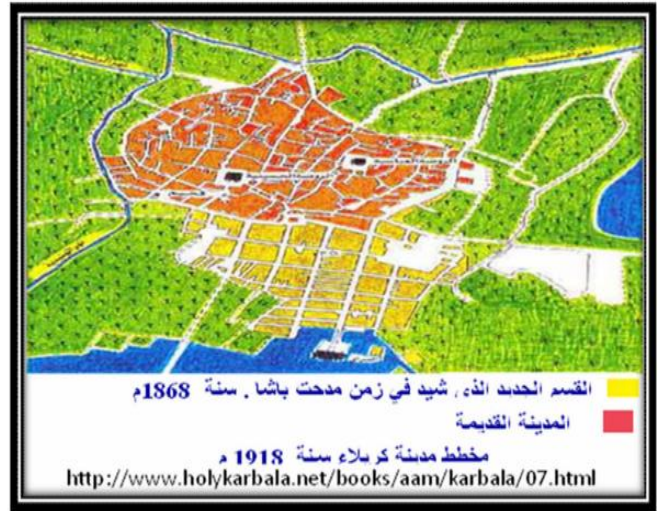 القسم الجديد الذي شيد في زمن مدحت باشا . سنة 1868م
المدينة القديمة
مخطط مدينة كربلاء سنة 1918 م
http://www.holykarbala.net/books/aam/karbala/07.html